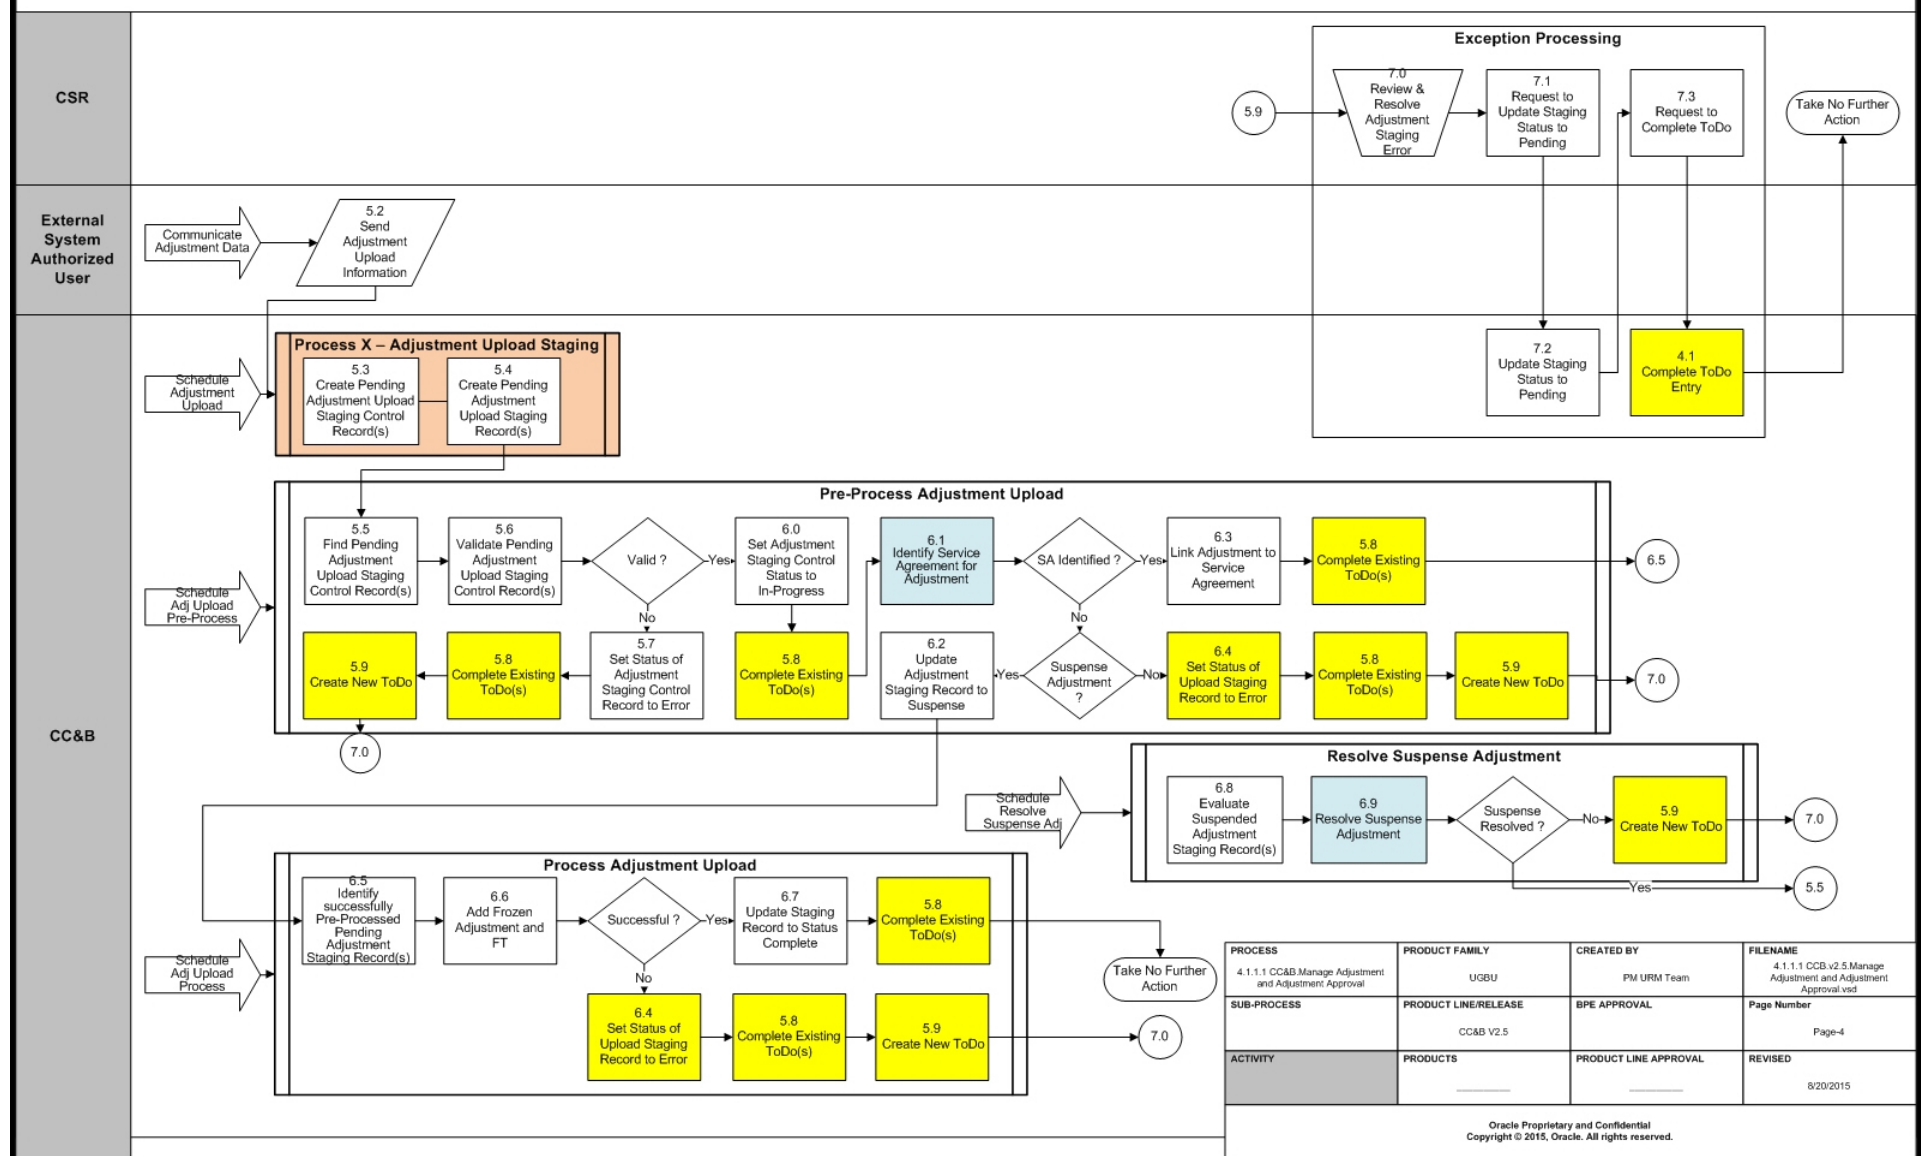 CSR
Exception Processing
5.9
7.0
Review &
Resolve
Adjustment
Staging
Error
7.1
Request to
Update Staging
Status to
Pending
7.3
Request to
Complete ToDo
Take No Further
Action
External
System
Authorized
User
Communicate
Adjustment Data
5.2
Send
Adjustment
Upload
Information
CC&B
Schedule
Adjustment
Upload
Process X – Adjustment Upload Staging
5.3
Create Pending
Adjustment Upload
Staging Control
Record(s)
5.4
Create Pending
Adjustment
Upload Staging
Record(s)
7.2
Update Staging
Status to
Pending
4.1
Complete ToDo
Entry
Schedule
Adj Upload
Pre-Process
Pre-Process Adjustment Upload
5.5
Find Pending
Adjustment
Upload Staging
Control Record(s)
5.6
Validate Pending
Adjustment
Upload Staging
Control Record(s)
Valid ?
Yes
No
6.0
Set Adjustment
Staging Control
Status to
In-Progress
6.1
Identify Service
Agreement for
Adjustment
SA Identified ?
Yes
No
6.3
Link Adjustment to
Service
Agreement
5.8
Complete Existing
ToDo(s)
6.5
5.9
Create New ToDo
5.8
Complete Existing
ToDo(s)
5.7
Set Status of
Adjustment
Staging Control
Record to Error
5.8
Complete Existing
ToDo(s)
6.2
Update
Adjustment
Staging Record to
Suspense
Yes
Suspense
Adjustment
?
No
6.4
Set Status of
Upload Staging
Record to Error
5.8
Complete Existing
ToDo(s)
5.9
Create New ToDo
7.0
7.0
Schedule
Resolve
Suspense Adj
Resolve Suspense Adjustment
6.8
Evaluate
Suspended
Adjustment
Staging Record(s)
6.9
Resolve Suspense
Adjustment
Suspense
Resolved ?
No
5.9
Create New ToDo
7.0
Yes
5.5
Schedule
Adj Upload
Process
Process Adjustment Upload
6.5
Identify
successfully
Pre-Processed
Pending
Adjustment
Staging Record(s)
6.6
Add Frozen
Adjustment and
FT
Successful ?
Yes
No
6.7
Update Staging
Record to Status
Complete
5.8
Complete Existing
ToDo(s)
Take No Further
Action
6.4
Set Status of
Upload Staging
Record to Error
5.8
Complete Existing
ToDo(s)
5.9
Create New ToDo
7.0
PROCESS
4.1.1.1 CC&B.Manage Adjustment
and Adjustment Approval
PRODUCT FAMILY
UGBU
CREATED BY
PM URM Team
FILENAME
4.1.1.1 CCB.v2.5.Manage
Adjustment and Adjustment
Approval.vsd
SUB-PROCESS
PRODUCT LINE/RELEASE
CC&B V2.5
BPE APPROVAL
Page Number
Page-4
ACTIVITY
PRODUCTS
PRODUCT LINE APPROVAL
REVISED
8/20/2015
Oracle Proprietary and Confidential
Copyright © 2015, Oracle. All rights reserved.